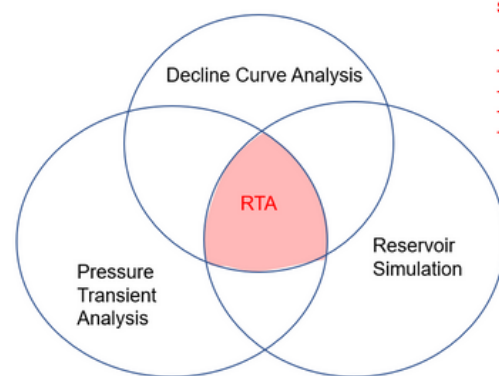 Decline Curve Analysis
RTA
Pressure
Transient
Analysis
Reservoir
Simulation